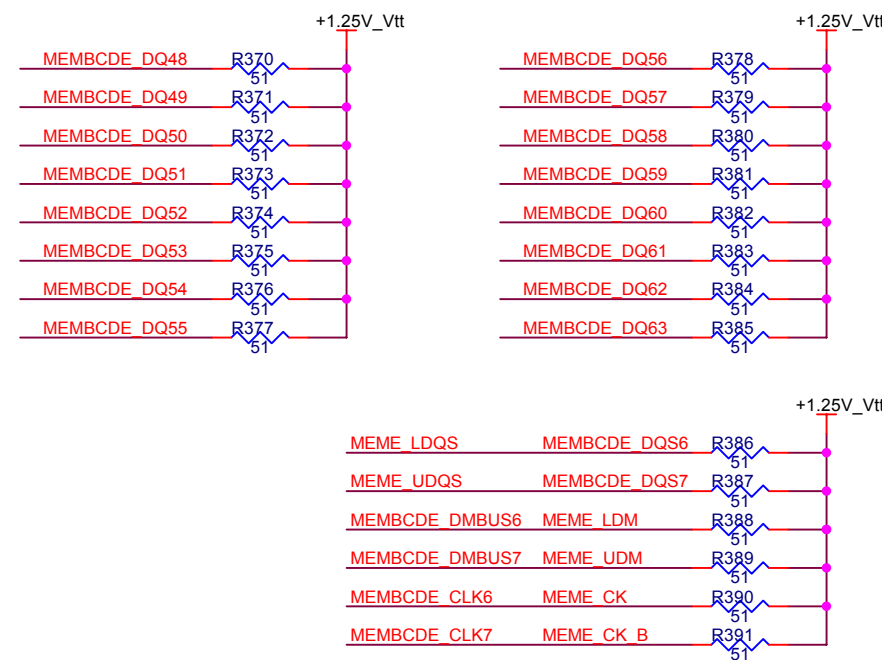 +1.25V_Vtt
MEMBCDE_DQ48 R370 51
MEMBCDE_DQ49 R371 51
MEMBCDE_DQ50 R372 51
MEMBCDE_DQ51 R373 51
MEMBCDE_DQ52 R374 51
MEMBCDE_DQ53 R375 51
MEMBCDE_DQ54 R376 51
MEMBCDE_DQ55 R377 51
+1.25V_Vtt
MEMBCDE_DQ56 R378 51
MEMBCDE_DQ57 R379 51
MEMBCDE_DQ58 R380 51
MEMBCDE_DQ59 R381 51
MEMBCDE_DQ60 R382 51
MEMBCDE_DQ61 R383 51
MEMBCDE_DQ62 R384 51
MEMBCDE_DQ63 R385 51
+1.25V_Vtt
MEME_LDQS MEMBCDE_DQS6 R386 51
MEME_UDQS MEMBCDE_DQS7 R387 51
MEMBCDE_DMBUS6 MEME_LDM R388 51
MEMBCDE_DMBUS7 MEME_UDM R389 51
MEMBCDE_CLK6 MEME_CK R390 51
MEMBCDE_CLK7 MEME_CK_B R391 51